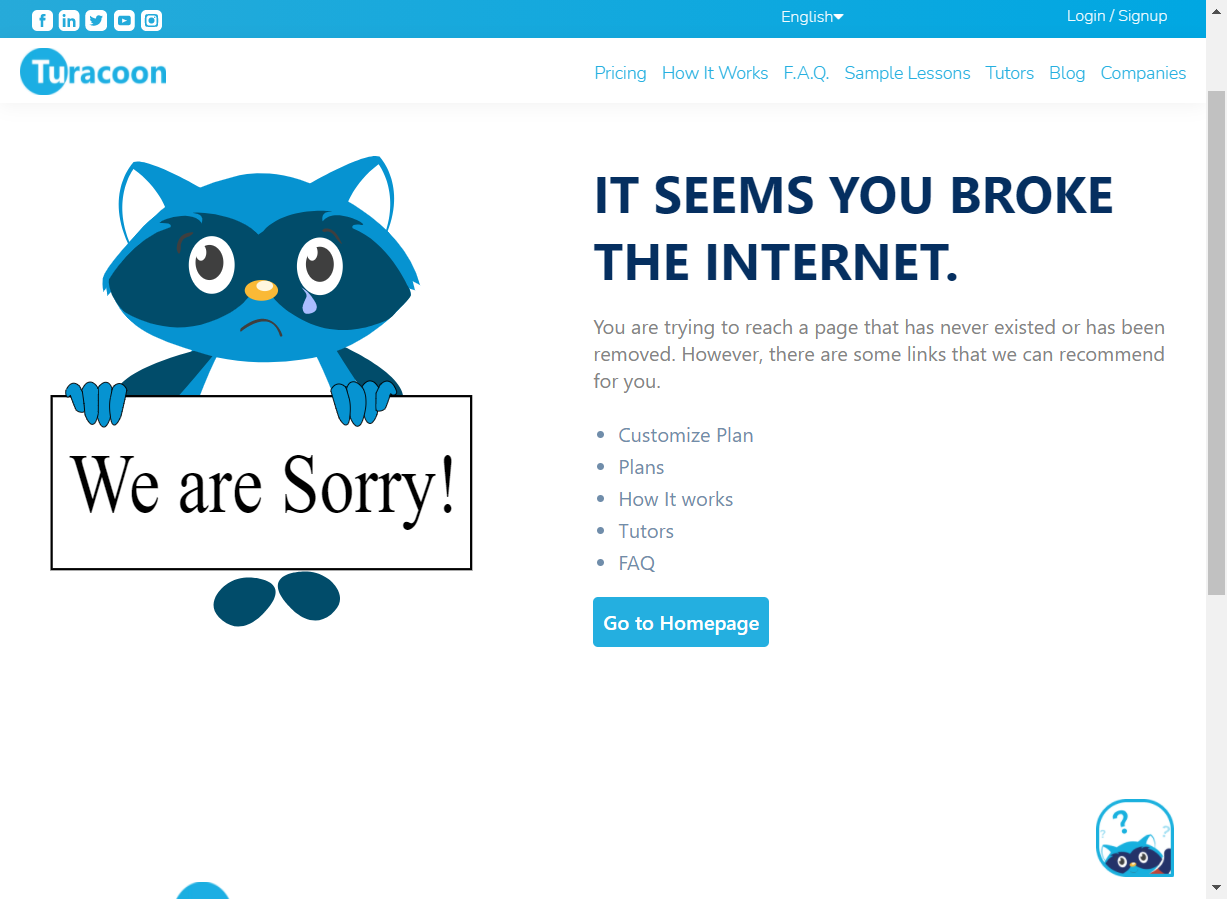 English
Login / Signup
Turacoon
Pricing How It Works F.A.Q. Sample Lessons Tutors Blog Companies
We are Sorry!
IT SEEMS YOU BROKE
THE INTERNET.
You are trying to reach a page that has never existed or has been
removed. However, there are some links that we can recommend
for you.
Customize Plan
Plans
How It works
Tutors
FAQ
Go to Homepage